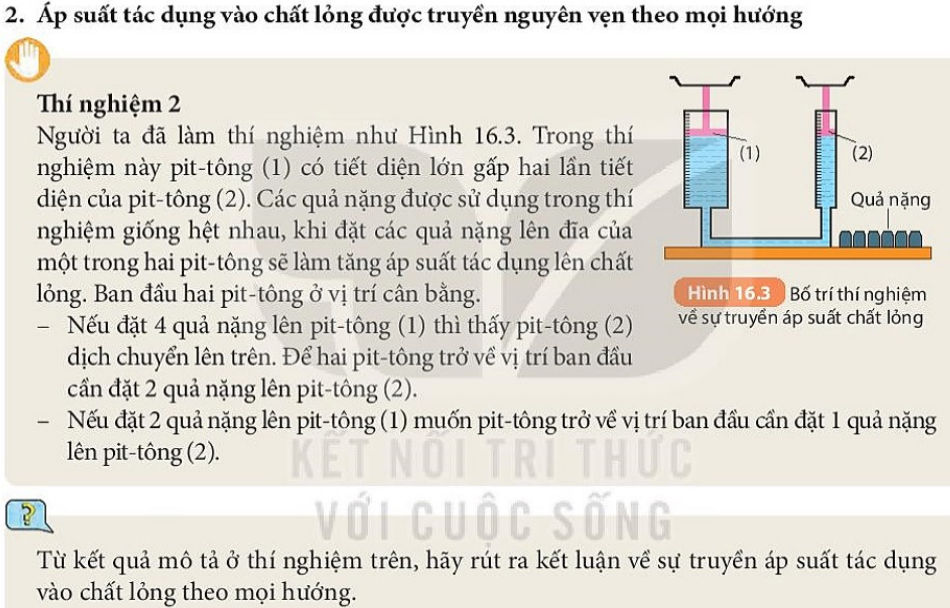 2. Áp suất tác dụng vào chất lỏng được truyền nguyên vẹn theo mọi hướng
Thí nghiệm 2
Người ta đã làm thí nghiệm như Hình 16.3. Trong thí
nghiệm này pit-tông (1) có tiết diện lớn gấp hai lần tiết
diện của pit-tông (2). Các quả nặng được sử dụng trong thí
nghiệm giống hệt nhau, khi đặt các quả nặng lên đĩa của
một trong hai pit-tông sẽ làm tăng áp suất tác dụng lên chất
lỏng. Ban đầu hai pit-tông ở vị trí cân bằng.
– Nếu đặt 4 quả nặng lên pit-tông (1) thì thấy pit-tông (2)
dịch chuyển lên trên. Để hai pit-tông trở về vị trí ban đầu
cần đặt 2 quả nặng lên pit-tông (2).
– Nếu đặt 2 quả nặng lên pit-tông (1) muốn pit-tông trở về vị trí ban đầu cần đặt 1 quả nặng
lên pit-tông (2).
(1)
(2)
Quả nặng
Hình 16.3 Bố trí thí nghiệm
về sự truyền áp suất chất lỏng
KẾT NỐI TRI THỨC
VỚI CUỘC SỐNG
?
Từ kết quả mô tả ở thí nghiệm trên, hãy rút ra kết luận về sự truyền áp suất tác dụng
vào chất lỏng theo mọi hướng.